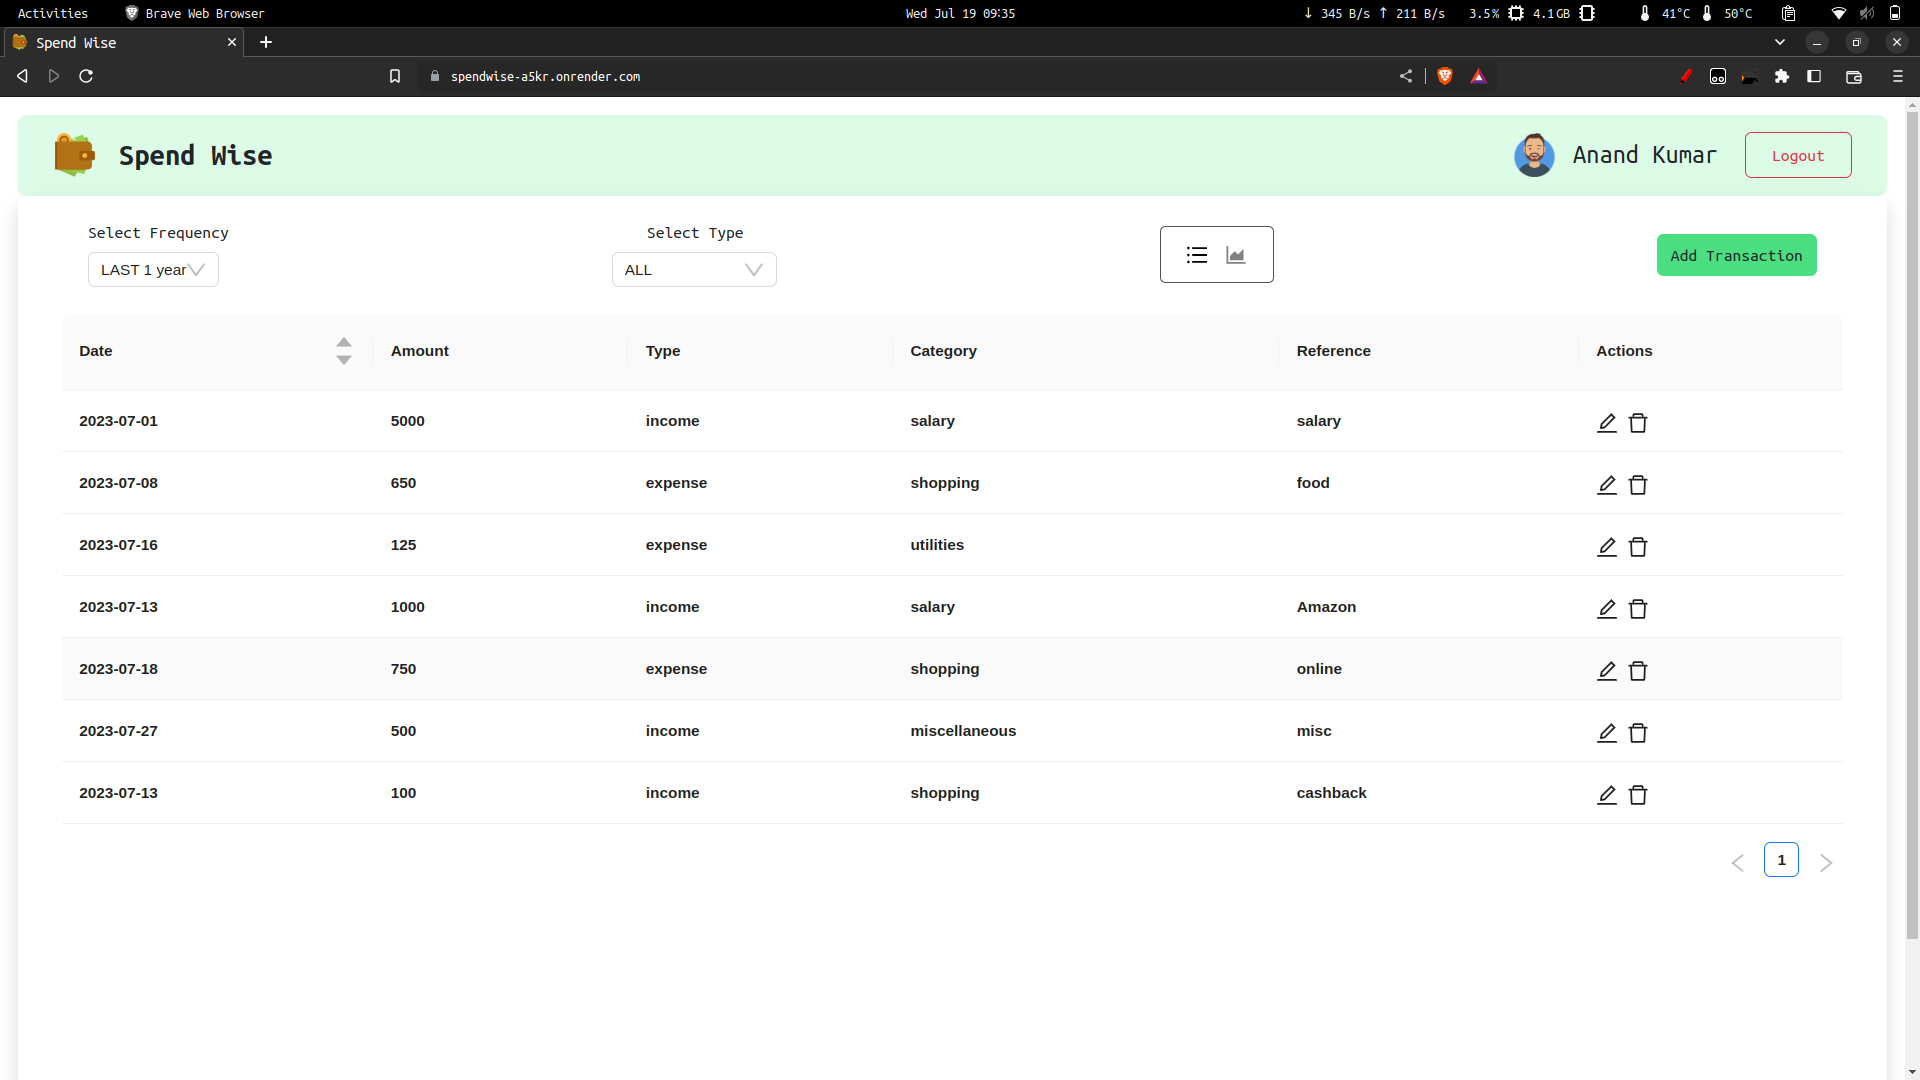 Activities Brave Web Browser Wed Jul 19 09:35 ↓ 345 B/s ↑ 211 B/s 3.5% 4.1GB 41°C 50°C
Spend Wise
spendwise-a5kr.onrender.com
Spend Wise Anand Kumar Logout
Select Frequency Select Type
LAST 1 year ALL Add Transaction
Date Amount Type Category Reference Actions
2023-07-01 5000 income salary salary
2023-07-08 650 expense shopping food
2023-07-16 125 expense utilities
2023-07-13 1000 income salary Amazon
2023-07-18 750 expense shopping online
2023-07-27 500 income miscellaneous misc
2023-07-13 100 income shopping cashback
1